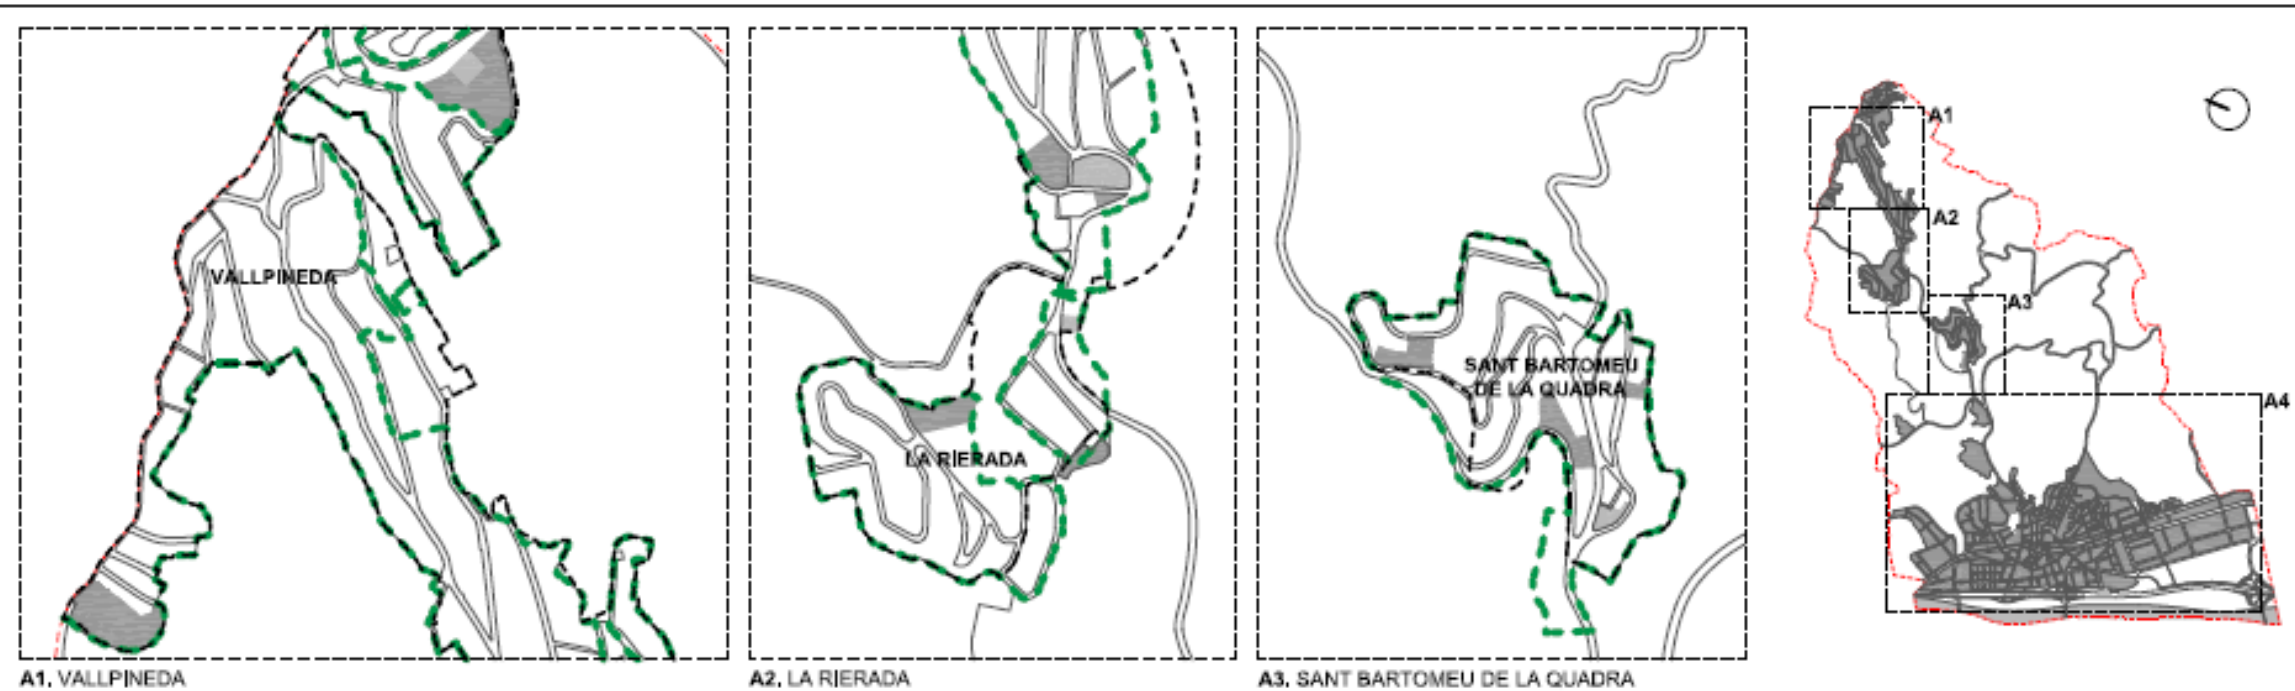 VALLPINEDA
A1, VALLPINEDA
LA RIERADA
A2, LA RIERADA
SANT BARTOMEU
DE LA QUADRA
A3. SANT BARTOMEU DE LA QUADRA
A1
A2
A3
A4